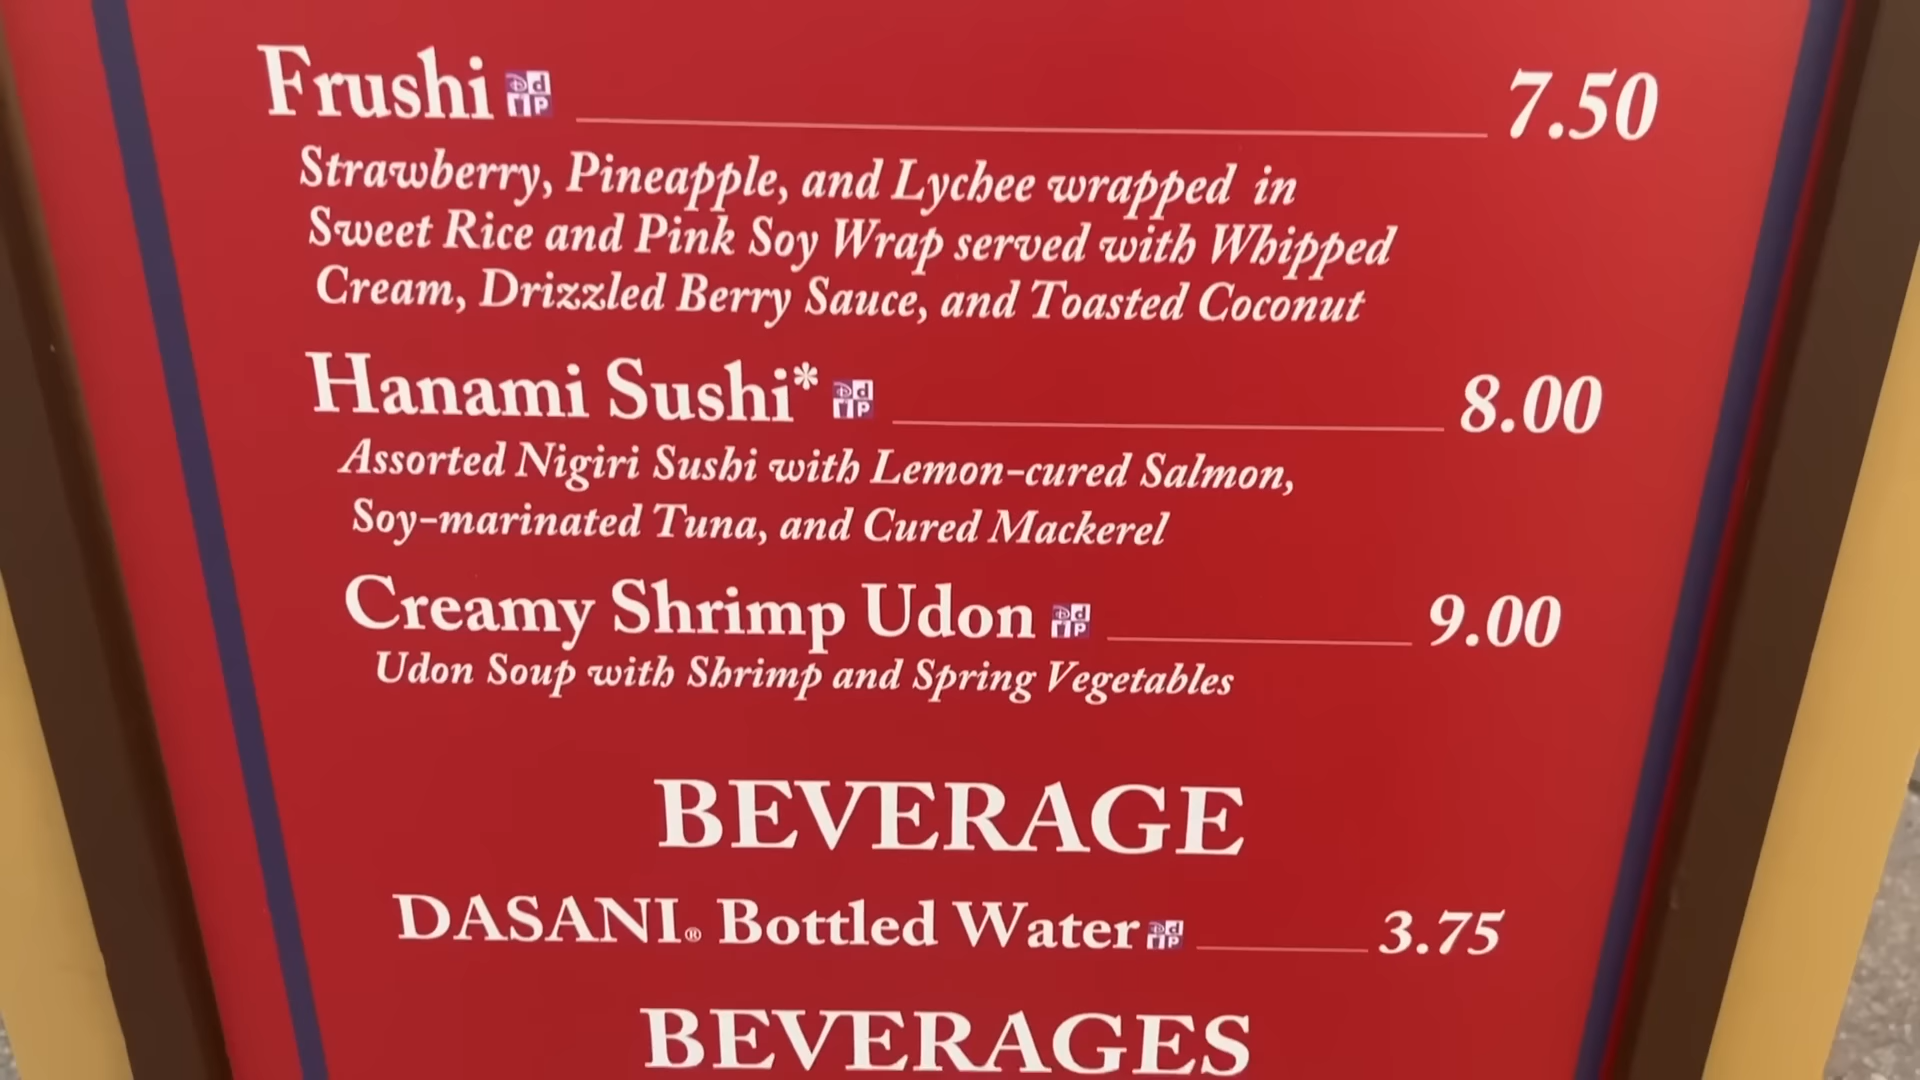 Frushi 7.50
Strawberry, Pineapple, and Lychee wrapped in
Sweet Rice and Pink Soy Wrap served with Whipped
Cream, Drizzled Berry Sauce, and Toasted Coconut
Hanami Sushi* 8.00
Assorted Nigiri Sushi with Lemon-cured Salmon,
Soy-marinated Tuna, and Cured Mackerel
Creamy Shrimp Udon 9.00
Udon Soup with Shrimp and Spring Vegetables
BEVERAGE
DASANI® Bottled Water 3.75
BEVERAGES